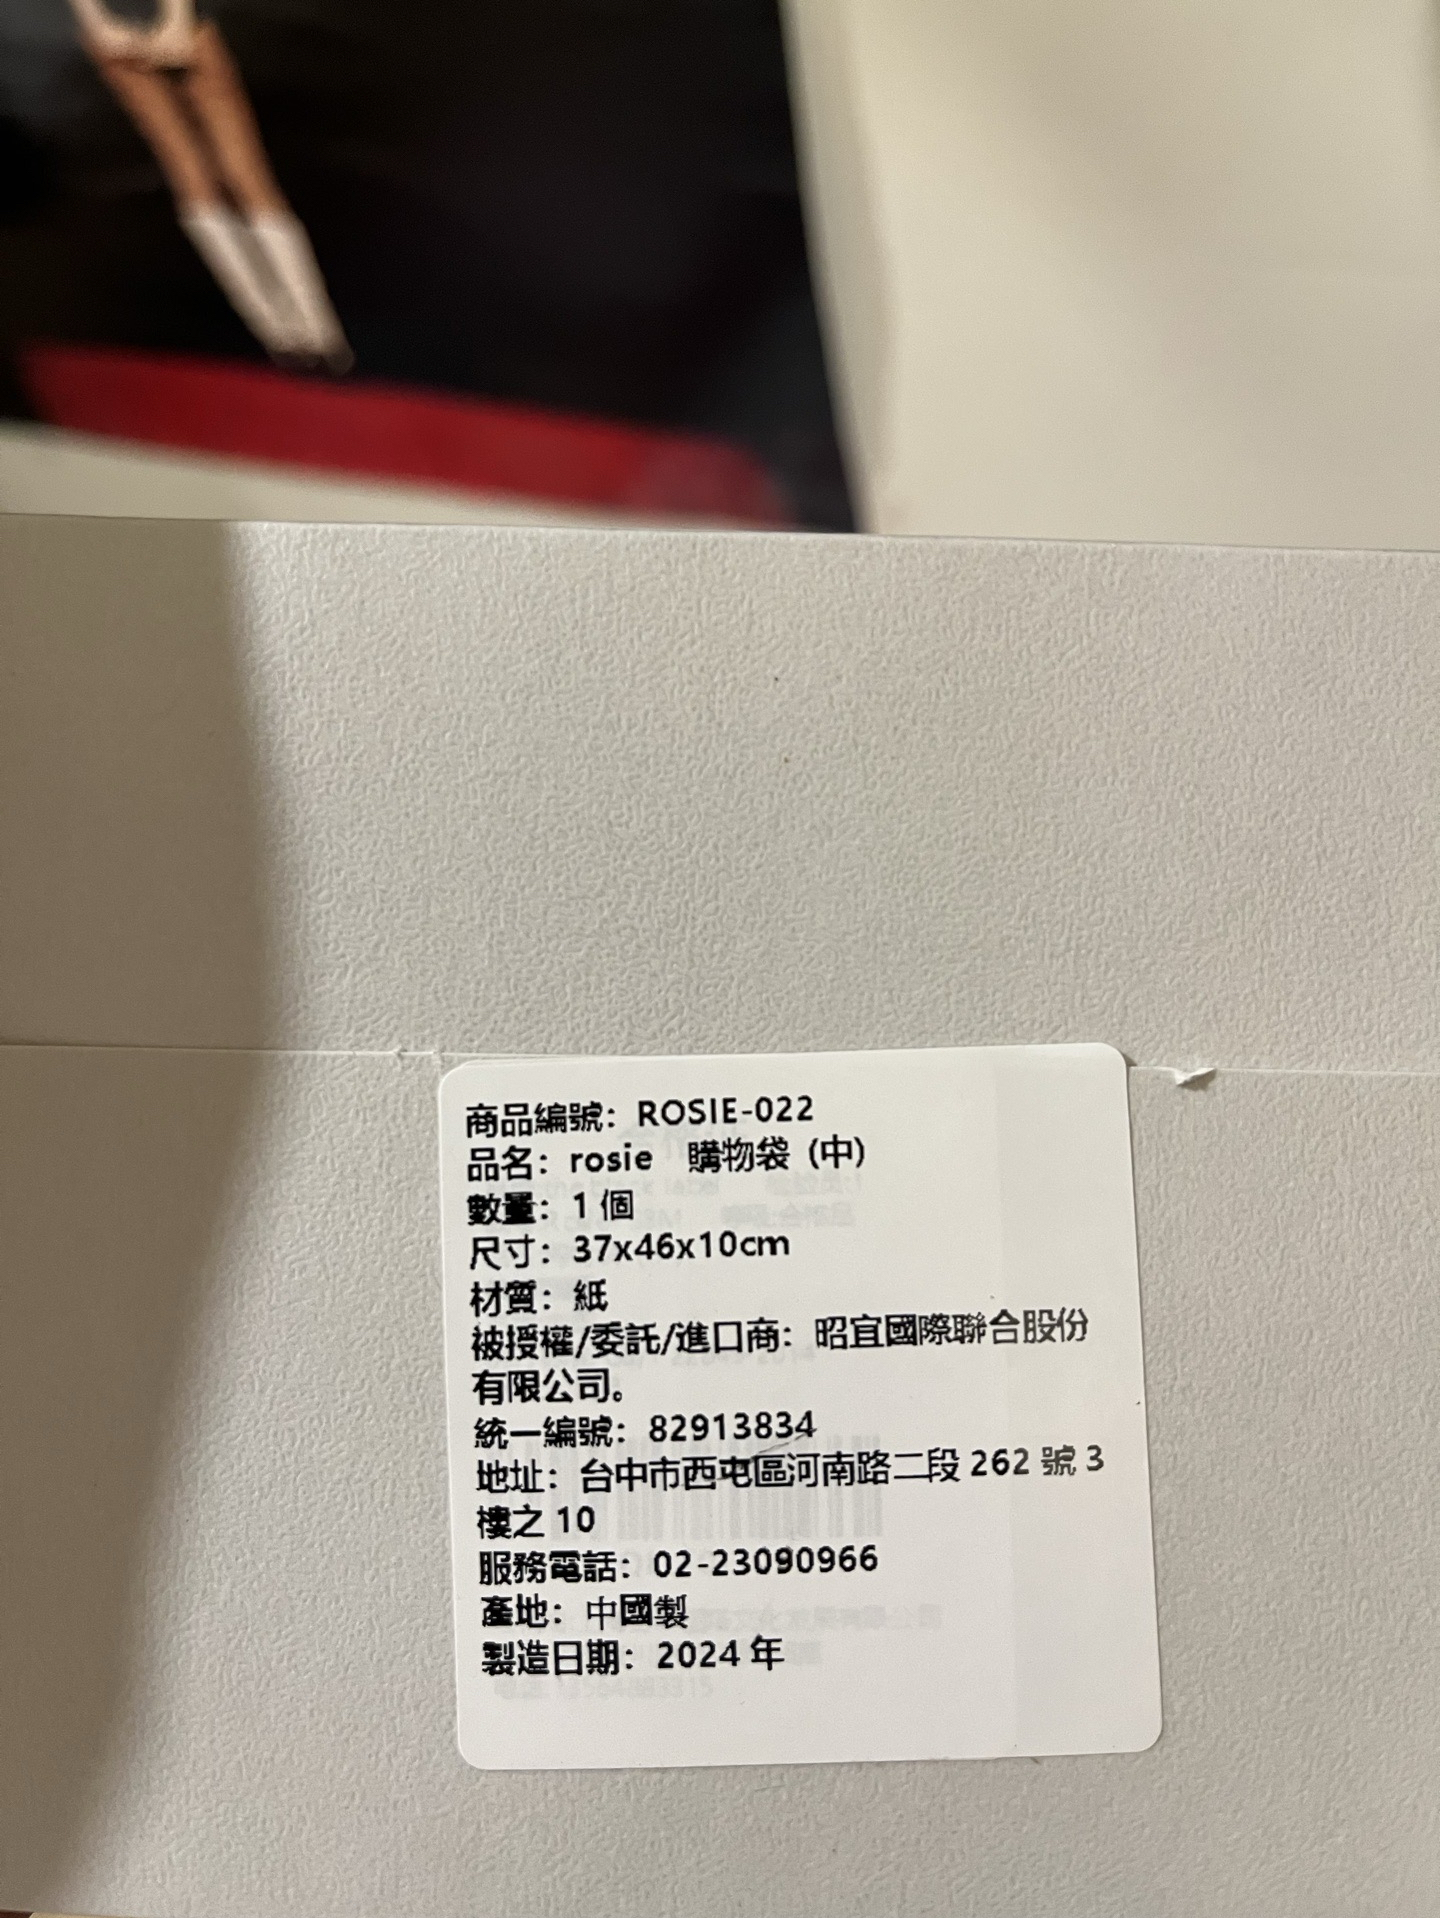 商品編號：ROSIE-022
品名：rosie　購物袋（中）
數量：1 個
尺寸：37x46x10cm
材質：紙
被授權/委託/進口商：昭宜國際聯合股份
有限公司。
統一編號：82913834
地址：台中市西屯區河南路二段 262 號 3
樓之 10
服務電話：02-23090966
產地：中國製
製造日期：2024 年